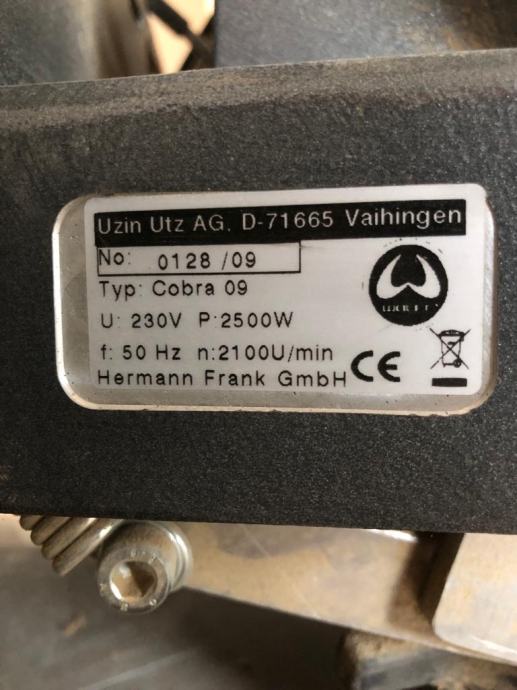 Uzin Utz AG, D-71665 Vaihingen
No: 0128 /09
Typ: Cobra 09
U: 230V P:2500W
f: 50 Hz n:2100U/min
Hermann Frank GmbH CE